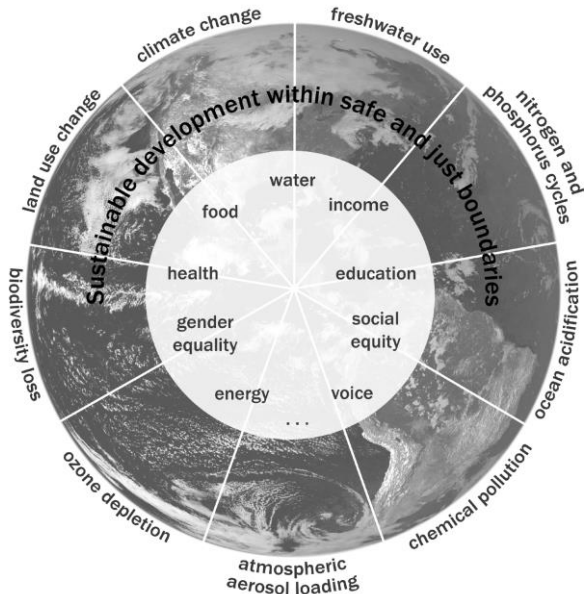 climate change
freshwater use
nitrogen and
phosphorus cycles
ocean acidification
chemical pollution
atmospheric
aerosol loading
ozone depletion
biodiversity loss
land use change
Sustainable development within safe and just boundaries
water
income
education
social
equity
voice
...
energy
gender
equality
health
food